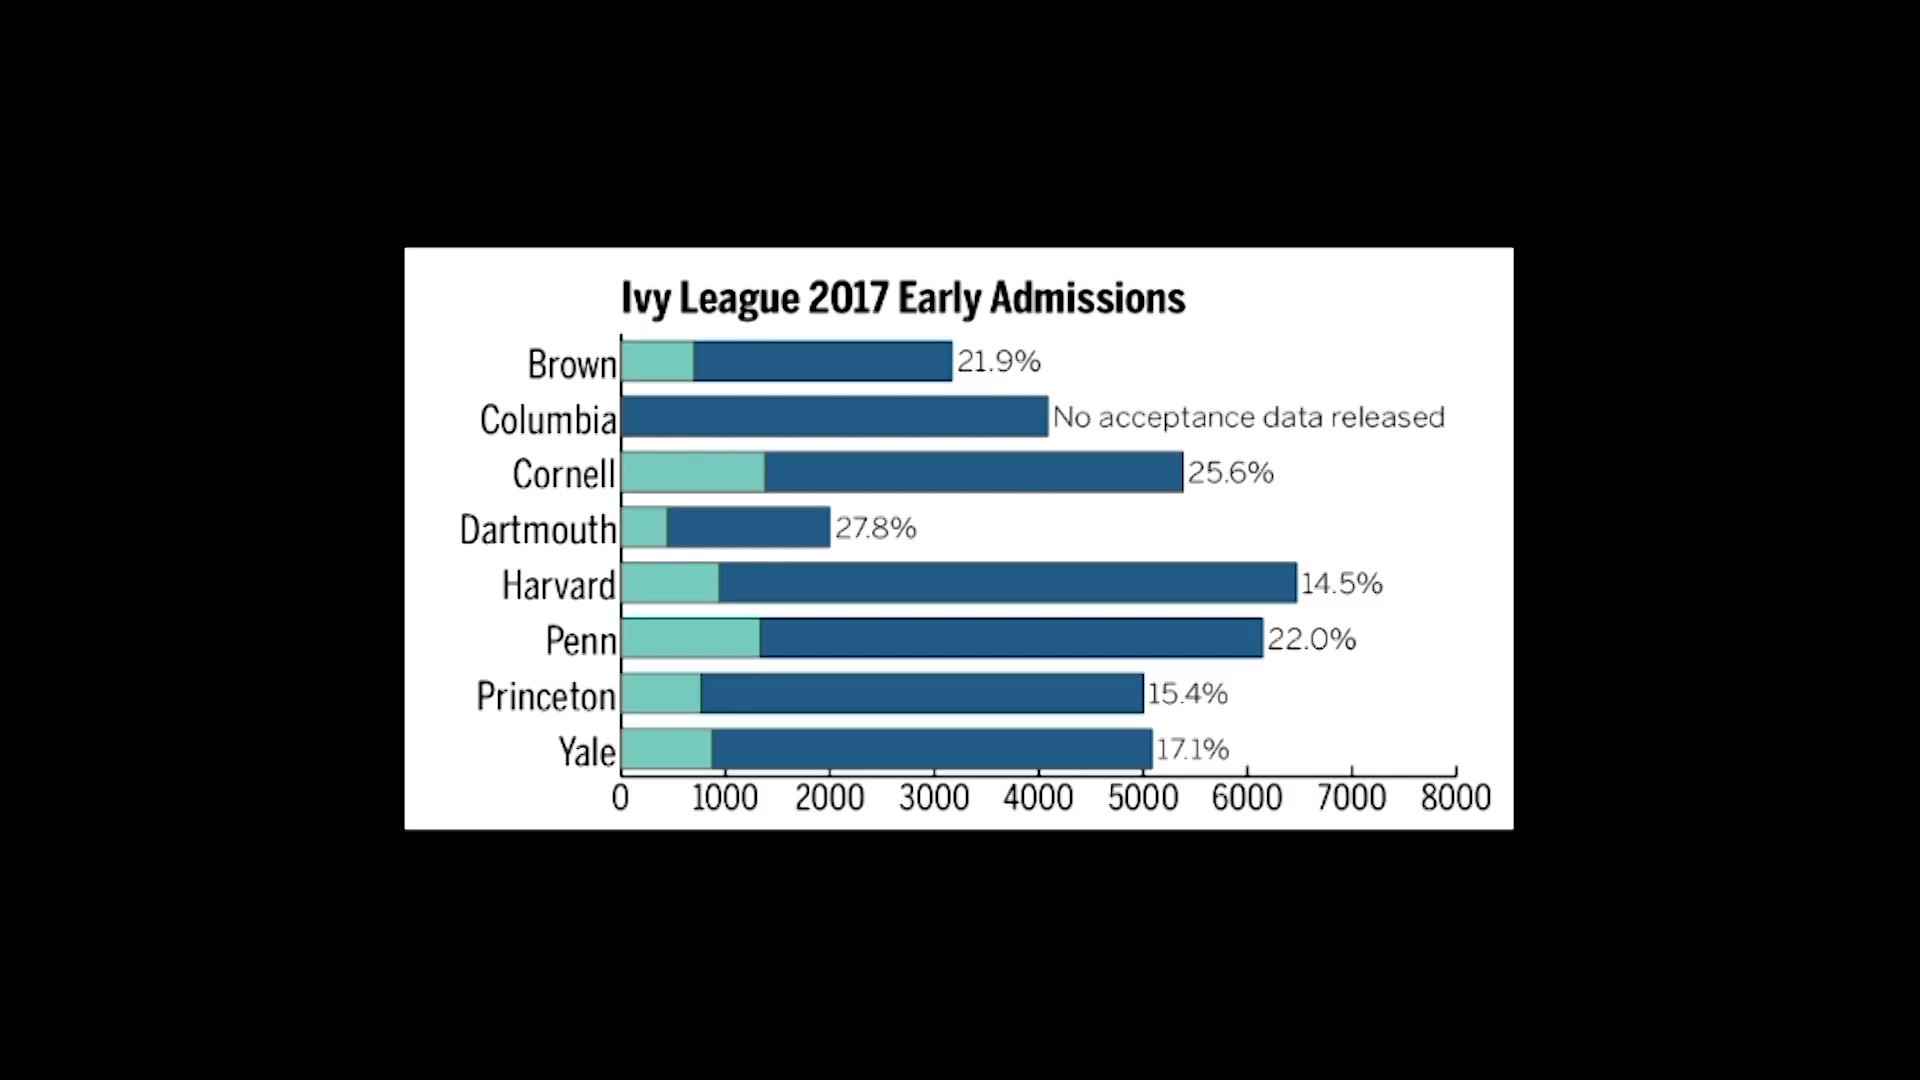 Ivy League 2017 Early Admissions
Brown 21.9%
Columbia No acceptance data released
Cornell 25.6%
Dartmouth 27.8%
Harvard 14.5%
Penn 22.0%
Princeton 15.4%
Yale 17.1%
0 1000 2000 3000 4000 5000 6000 7000 8000